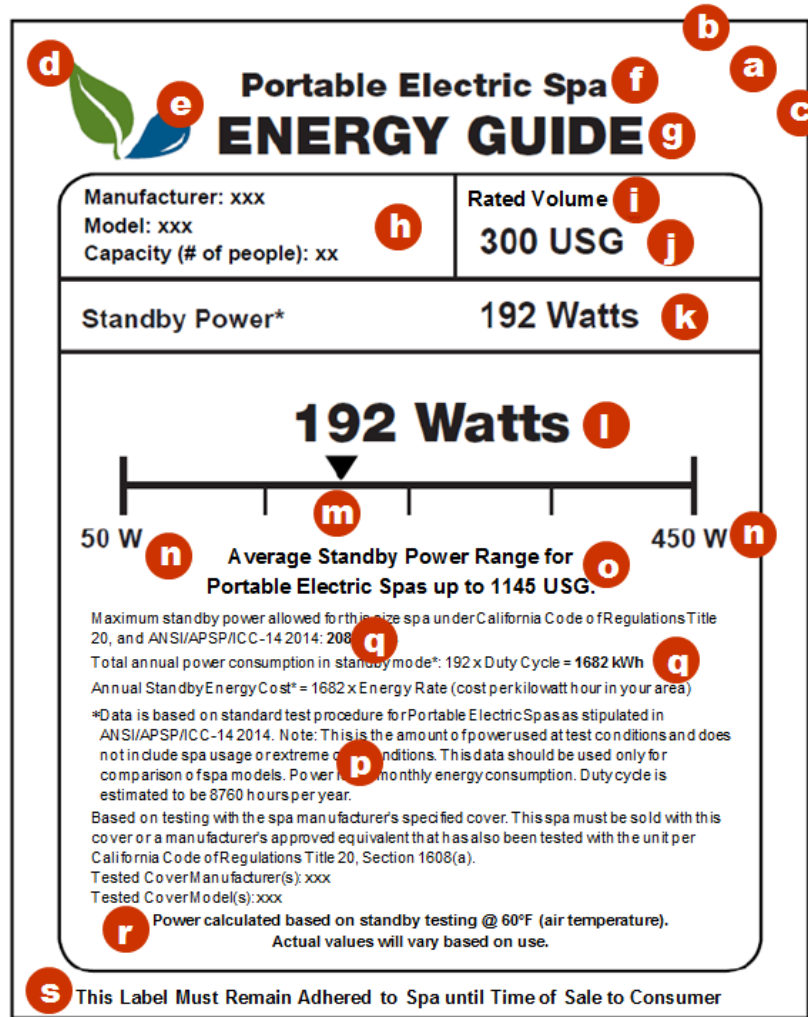 b
d
a
Portable Electric Spa f
e
c
ENERGY GUIDE g
Manufacturer: xxx
Model: xxx
Capacity (# of people): xx
h
Rated Volume i
300 USG j
Standby Power* 192 Watts k
192 Watts l
m
50 W n
450 W n
Average Standby Power Range for
Portable Electric Spas up to 1145 USG. o
Maximum standby power allowed for this size spa under California Code of Regulations Title
20, and ANSI/APSP/ICC-14 2014: 208 q
Total annual power consumption in standby mode*: 192 x Duty Cycle = 1682 kWh q
Annual Standby Energy Cost* = 1682 x Energy Rate (cost per kilowatt hour in your area)
*Data is based on standard test procedure for Portable Electric Spas as stipulated in
ANSI/APSP/ICC-14 2014. Note: This is the amount of power used at test conditions and does
not include spa usage or extreme conditions. This data should be used only for
p
comparison of spa models. Power monthly energy consumption. Duty cycle is
estimated to be 8760 hours per year.
Based on testing with the spa manufacturer's specified cover. This spa must be sold with this
cover or a manufacturer's approved equivalent that has also been tested with the unit per
California Code of Regulations Title 20, Section 1608(a).
Tested Cover Manufacturer(s): xxx
Tested Cover Model(s): xxx
r Power calculated based on standby testing @ 60°F (air temperature).
Actual values will vary based on use.
s This Label Must Remain Adhered to Spa until Time of Sale to Consumer